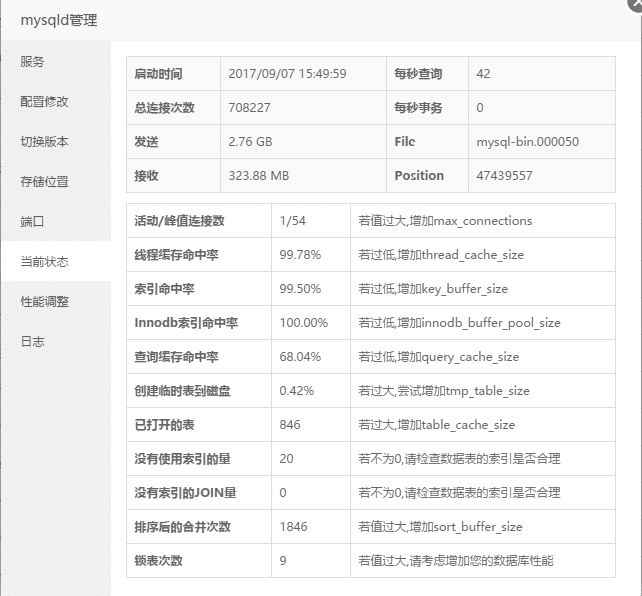 mysqld管理
服务
配置修改
切换版本
存储位置
端口
当前状态
性能调整
日志
启动时间 2017/09/07 15:49:59 每秒查询 42
总连接次数 708227 每秒事务 0
发送 2.76 GB File mysql-bin.000050
接收 323.88 MB Position 47439557
活动/峰值连接数 1/54 若值过大,增加max_connections
线程缓存命中率 99.78% 若过低,增加thread_cache_size
索引命中率 99.50% 若过低,增加key_buffer_size
Innodb索引命中率 100.00% 若过低,增加innodb_buffer_pool_size
查询缓存命中率 68.04% 若过低,增加query_cache_size
创建临时表到磁盘 0.42% 若过大,尝试增加tmp_table_size
已打开的表 846 若过大,增加table_cache_size
没有使用索引的量 20 若不为0,请检查数据表的索引是否合理
没有索引的JOIN量 0 若不为0,请检查数据表的索引是否合理
排序后的合并次数 1846 若值过大,增加sort_buffer_size
锁表次数 9 若值过大,请考虑增加您的数据库性能